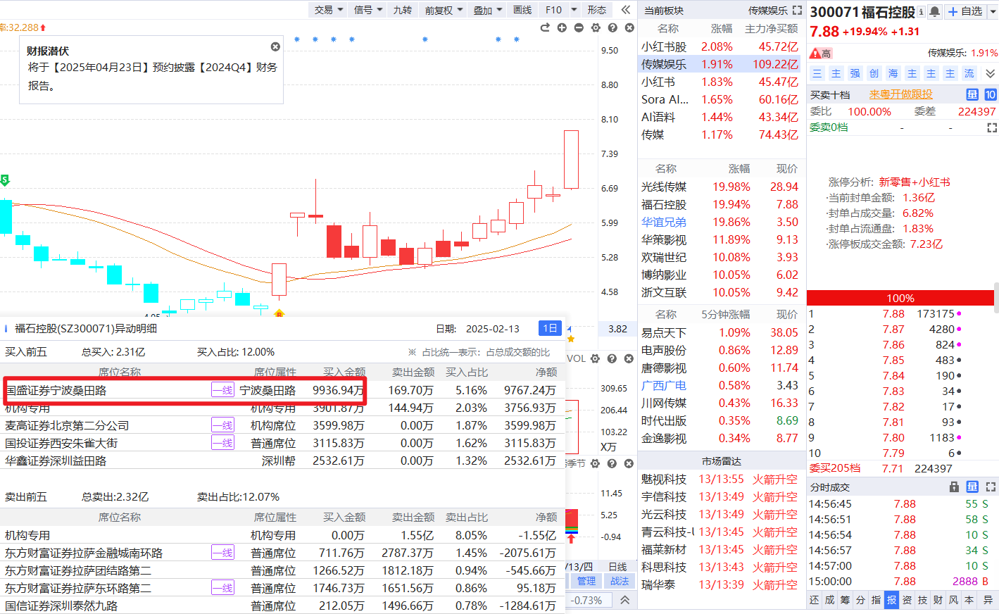 交易 信号 九转 前复权 叠加 画线 F10 形态
率:32.288
财报潜伏
将于【2025年04月23日】预约披露【2024Q4】财务
报告。
9.50
8.80
8.10
7.39
6.69
5.99
5.28
4.58
3.82
S
B
福石控股(SZ300071)异动明细 日期: 2025-02-13 1日
买入前五 总买入: 2.31亿 买入占比: 12.00% ※ 占比统一表示: 占总成交额的比
席位名称 席位属性 买入金额 卖出金额 买入占比 净额
国盛证券宁波桑田路 一线 宁波桑田路 9936.94万 169.70万 5.16% 9767.24万
机构专用 机构专用 3901.87万 144.94万 2.03% 3756.93万
麦高证券北京第二分公司 一线 机构席位 3599.98万 0.00万 1.87% 3599.98万
国投证券西安朱雀大街 一线 普通席位 3115.83万 0.00万 1.62% 3115.83万
华鑫证券深圳益田路 深圳帮 2532.61万 0.00万 1.32% 2532.61万
卖出前五 总卖出:2.32亿 卖出占比:12.07%
席位名称 席位属性 买入金额 卖出金额 卖出占比 净额
机构专用 机构专用 0.00万 1.55亿 8.05% -1.55亿
东方财富证券拉萨金融城南环路 一线 普通席位 711.76万 2787.37万 1.45% -2075.61万
东方财富证券拉萨团结路第二 普通席位 1266.52万 1812.18万 0.94% -545.66万
东方财富证券拉萨东环路第二 一线 普通席位 1746.73万 1651.56万 0.86% 95.18万
国信证券深圳泰然九路 普通席位 212.05万 1496.66万 0.78% -1284.61万
VOL
309.65
206.44
103.22
X万
季节
11.45
5.25
-0.94
/13/四 日线
管理 战法
-0.73%
当前板块 传媒娱乐
名称 涨幅 主力净买额
小红书股 2.08% 45.72亿
传媒娱乐 1.91% 109.22亿
小红书 1.83% 45.47亿
Sora AI... 1.65% 60.16亿
AI语料 1.44% 43.34亿
传媒 1.17% 74.43亿
名称 涨幅 现价
光线传媒 19.98% 28.94
福石控股 19.94% 7.88
华谊兄弟 19.86% 3.50
华策影视 11.89% 9.13
欢瑞世纪 10.08% 3.93
博纳影业 10.05% 6.02
浙文互联 10.05% 9.42
名称 5分钟涨幅 现价
易点天下 1.09% 38.05
电声股份 0.86% 12.89
唐德影视 0.60% 11.74
广西广电 0.58% 3.43
川网传媒 0.43% 16.33
时代出版 0.35% 8.69
金逸影视 0.34% 8.77
市场雷达
魅视科技 13/13:55 火箭升空
宇信科技 13/13:49 火箭升空
光云科技 13/13:49 火箭升空
青云科技-U 13/13:45 火箭升空
福莱新材 13/13:45 火箭升空
科思科技 13/13:43 火箭升空
瑞华泰 13/13:39 火箭升空
300071 福石控股 自选
7.88 +19.94% +1.31
高 传媒娱乐: 1.91%
三 主 强 创 海 主 主 主 流
买卖十档 来粤开做跟投 量 10
委比 100.00% 委差 224397
委卖0档 - -
涨停分析: 新零售+小红书
·当前封单金额: 1.36亿
·封单占成交量: 6.82%
·封单占流通盘: 1.83%
·涨停板成交金额: 7.23亿
100%
1 7.88 173175
2 7.87 4280
3 7.86 824
4 7.85 483
5 7.84 190
6 7.83 34
7 7.82 17
8 7.81 93
9 7.80 1183
10 7.79 6
委买205档 7.71 224397
分时成交 量
14:56:45 7.88 55 S
14:56:51 7.88 58 S
14:56:54 7.88 10 S
14:56:57 7.88 34 S
14:57:00 7.88 10 S
15:00:00 7.88 2888 B
还 成 筹 分 指 报 资 技 财 风 本 异